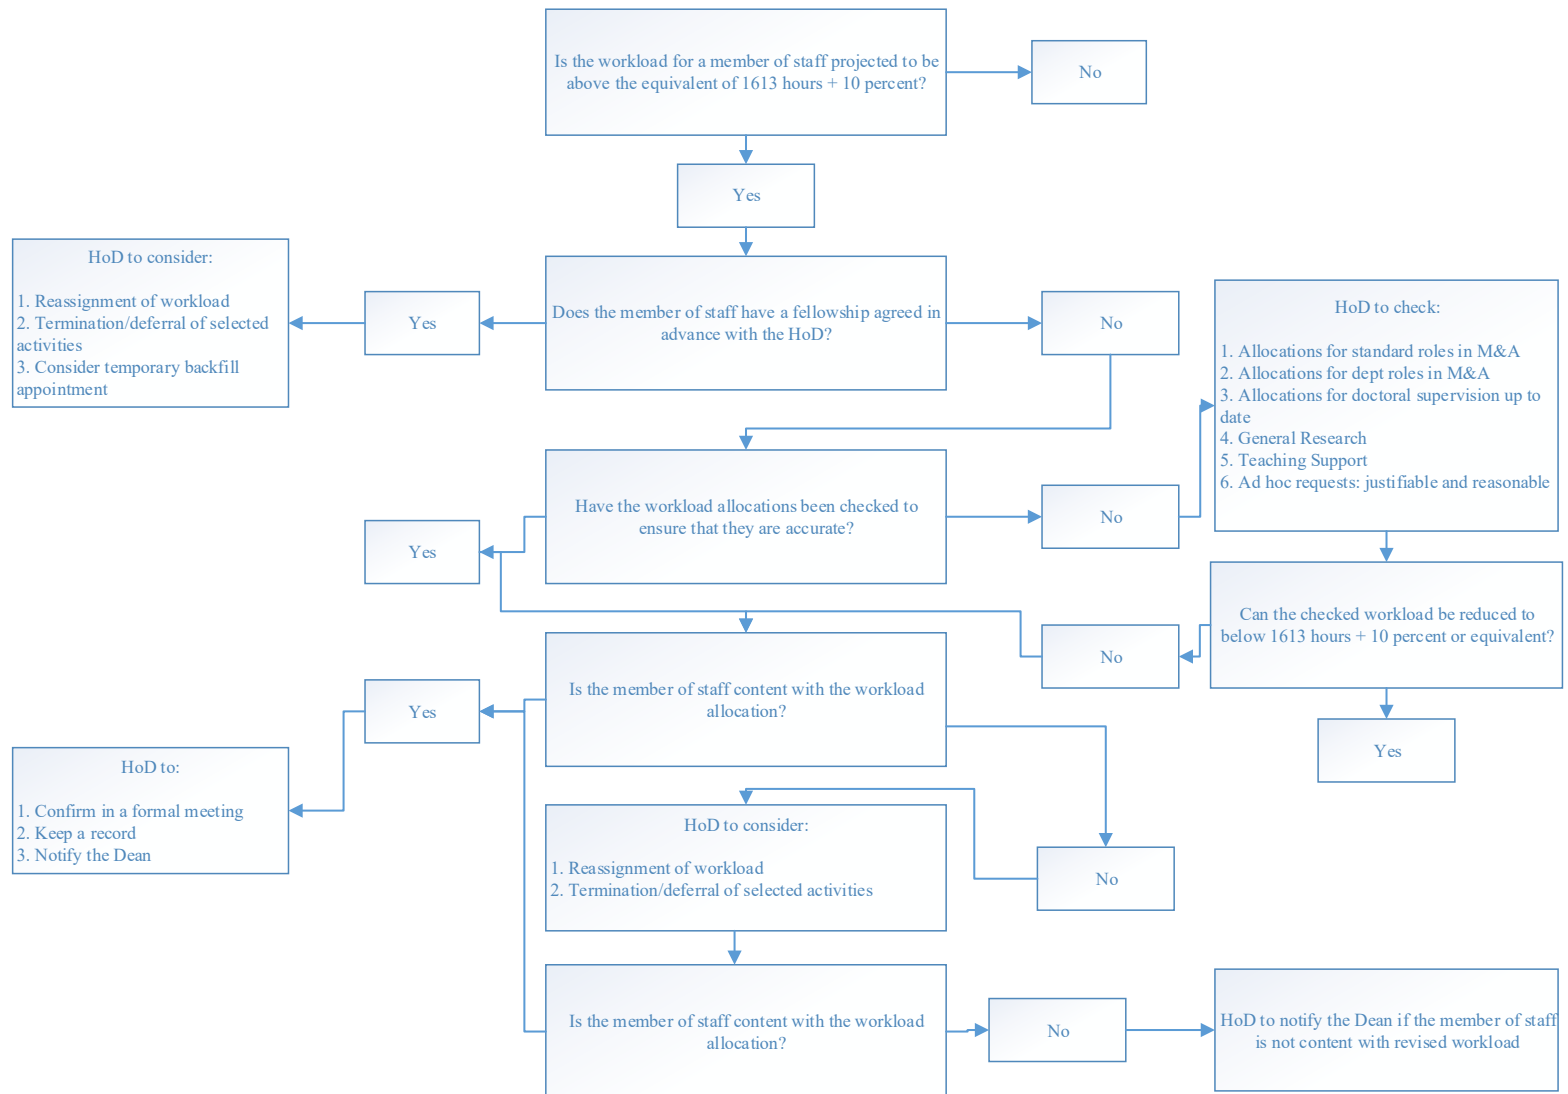 Is the workload for a member of staff projected to be
above the equivalent of 1613 hours + 10 percent?
No
Yes
HoD to consider:
1. Reassignment of workload
2. Termination/deferral of selected
activities
3. Consider temporary backfill
appointment
Yes
Does the member of staff have a fellowship agreed in
advance with the HoD?
No
HoD to check:
1. Allocations for standard roles in M&A
2. Allocations for dept roles in M&A
3. Allocations for doctoral supervision up to
date
4. General Research
5. Teaching Support
6. Ad hoc requests: justifiable and reasonable
Have the workload allocations been checked to
ensure that they are accurate?
No
Yes
Can the checked workload be reduced to
below 1613 hours + 10 percent or equivalent?
No
Yes
Is the member of staff content with the workload
allocation?
Yes
HoD to:
1. Confirm in a formal meeting
2. Keep a record
3. Notify the Dean
No
HoD to consider:
1. Reassignment of workload
2. Termination/deferral of selected activities
Is the member of staff content with the workload
allocation?
No
HoD to notify the Dean if the member of staff
is not content with revised workload